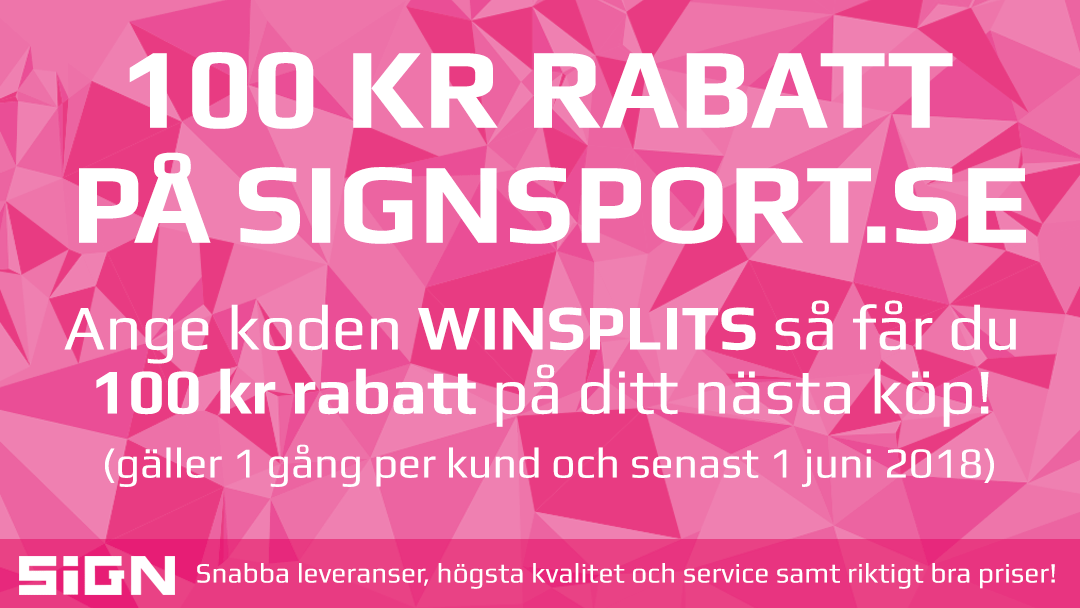 100 KR RABATT
PÅ SIGNSPORT.SE
Ange koden WINSPLITS så får du
100 kr rabatt på ditt nästa köp!
(gäller 1 gång per kund och senast 1 juni 2018)
SiGN Snabba leveranser, högsta kvalitet och service samt riktigt bra priser!